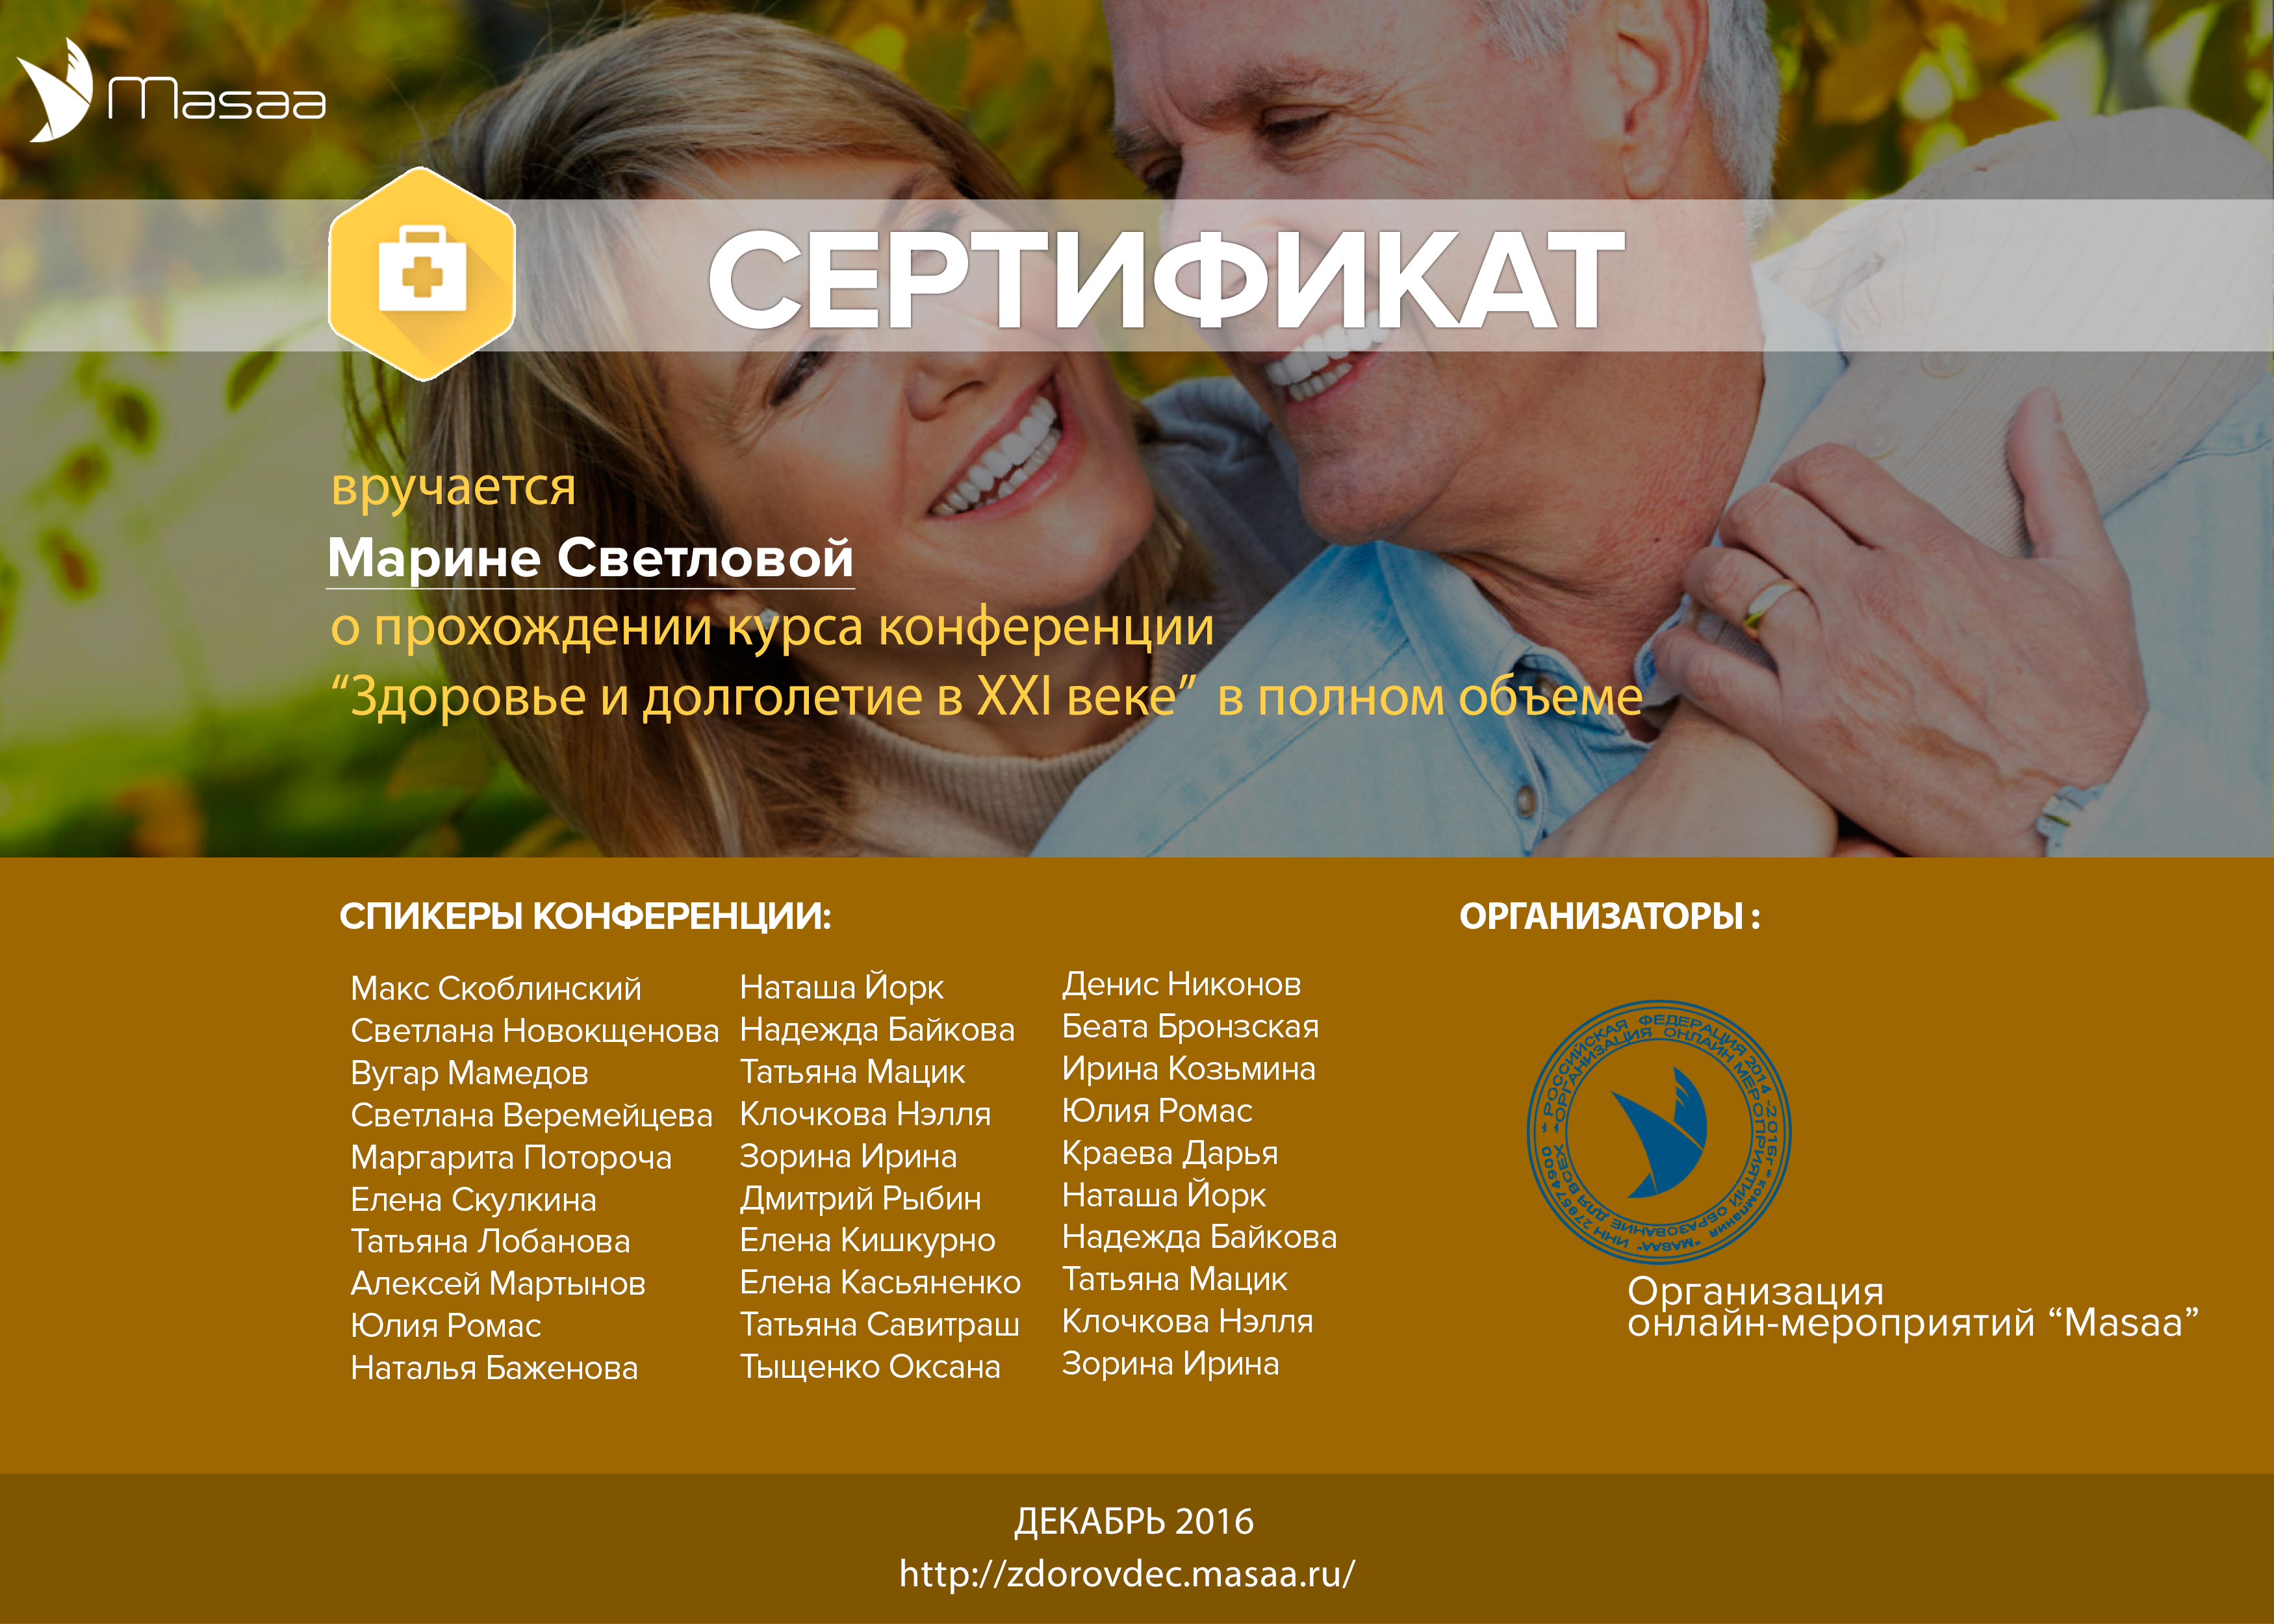 Masaa
СЕРТИФИКАТ
вручается
Марине Светловой
о прохождении курса конференции
“Здоровье и долголетие в XXI веке” в полном объеме
СПИКЕРЫ КОНФЕРЕНЦИИ:
Макс Скоблинский
Светлана Новокщенова
Вугар Мамедов
Светлана Веремейцева
Маргарита Потороча
Елена Скулкина
Татьяна Лобанова
Алексей Мартынов
Юлия Ромас
Наталья Баженова
Наташа Йорк
Надежда Байкова
Татьяна Мацик
Клочкова Нэлля
Зорина Ирина
Дмитрий Рыбин
Елена Кишкурно
Елена Касьяненко
Татьяна Савитраш
Тыщенко Оксана
Денис Никонов
Беата Бронзская
Ирина Козьмина
Юлия Ромас
Краева Дарья
Наташа Йорк
Надежда Байкова
Татьяна Мацик
Клочкова Нэлля
Зорина Ирина
ОРГАНИЗАТОРЫ :
* РОССИЙСКАЯ ФЕДЕРАЦИЯ 2014 -2016г * компания "MASAA" ИНН
*ОРГАНИЗАЦИЯ ОНЛАЙН МЕРОПРИЯТИЙ ОБРАЗОВАНИЕ ДЛЯ ВСЕХ
Организация
онлайн-мероприятий “Masaa”
ДЕКАБРЬ 2016
http://zdorovdec.masaa.ru/